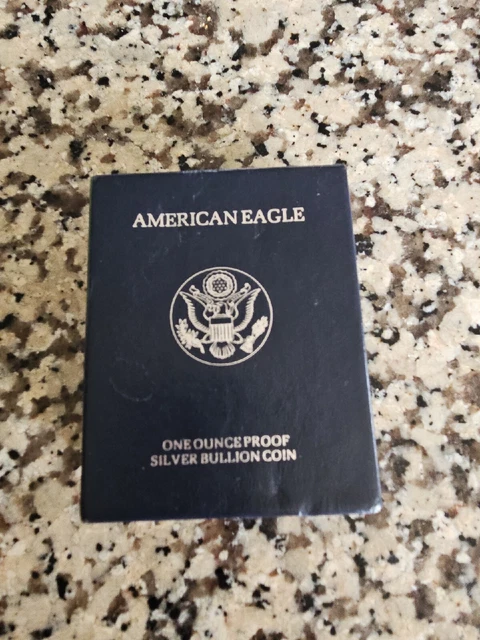 AMERICAN EAGLE
ONE OUNCE PROOF
SILVER BULLION COIN